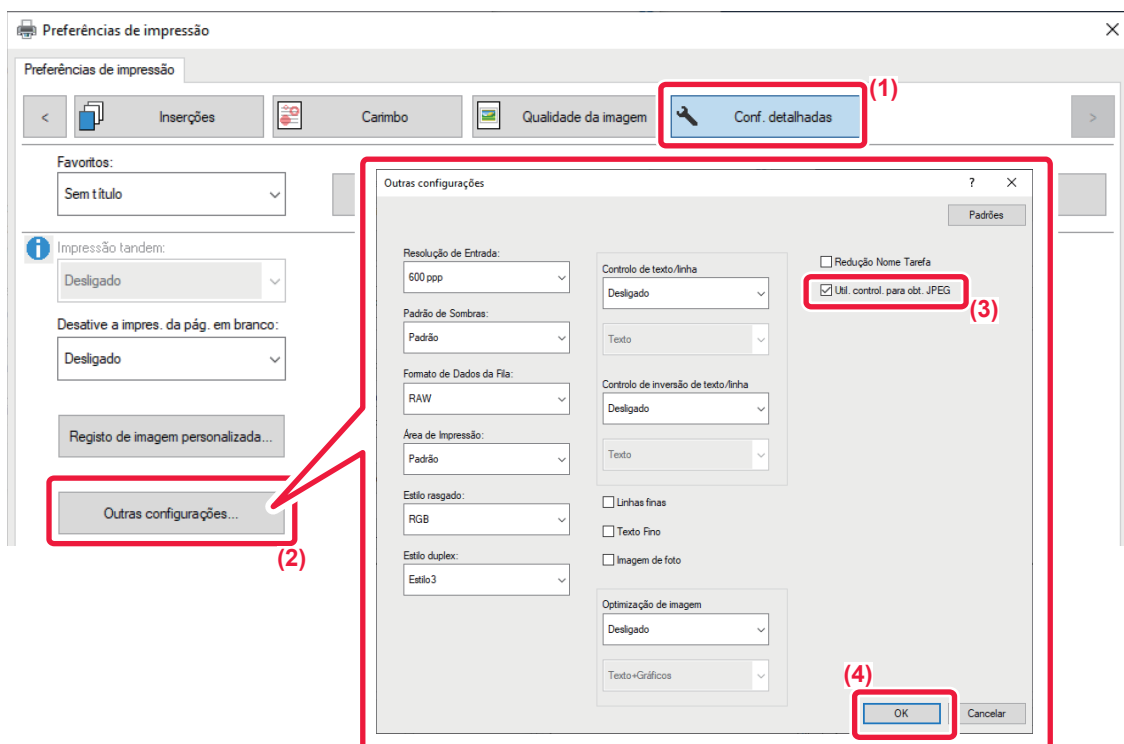 Preferências de impressão
Preferências de impressão
(1)
< Inserções Carimbo Qualidade da imagem Conf. detalhadas >
Favoritos:
Sem título
Impressão tandem:
Desligado
Desative a impres. da pág. em branco:
Desligado
Registo de imagem personalizada...
Outras configurações...
(2)
Outras configurações
?
Padrões
Resolução de Entrada:
600 ppp
Padrão de Sombras:
Padrão
Formato de Dados da Fila:
RAW
Área de Impressão:
Padrão
Estilo rasgado:
RGB
Estilo duplex:
Estilo3
Controlo de texto/linha
Desligado
Texto
Controlo de inversão de texto/linha
Desligado
Texto
Linhas finas
Texto Fino
Imagem de foto
Optimização de imagem
Desligado
Texto+Gráficos
Redução Nome Tarefa
Util. control. para obt. JPEG
(3)
(4)
OK
Cancelar